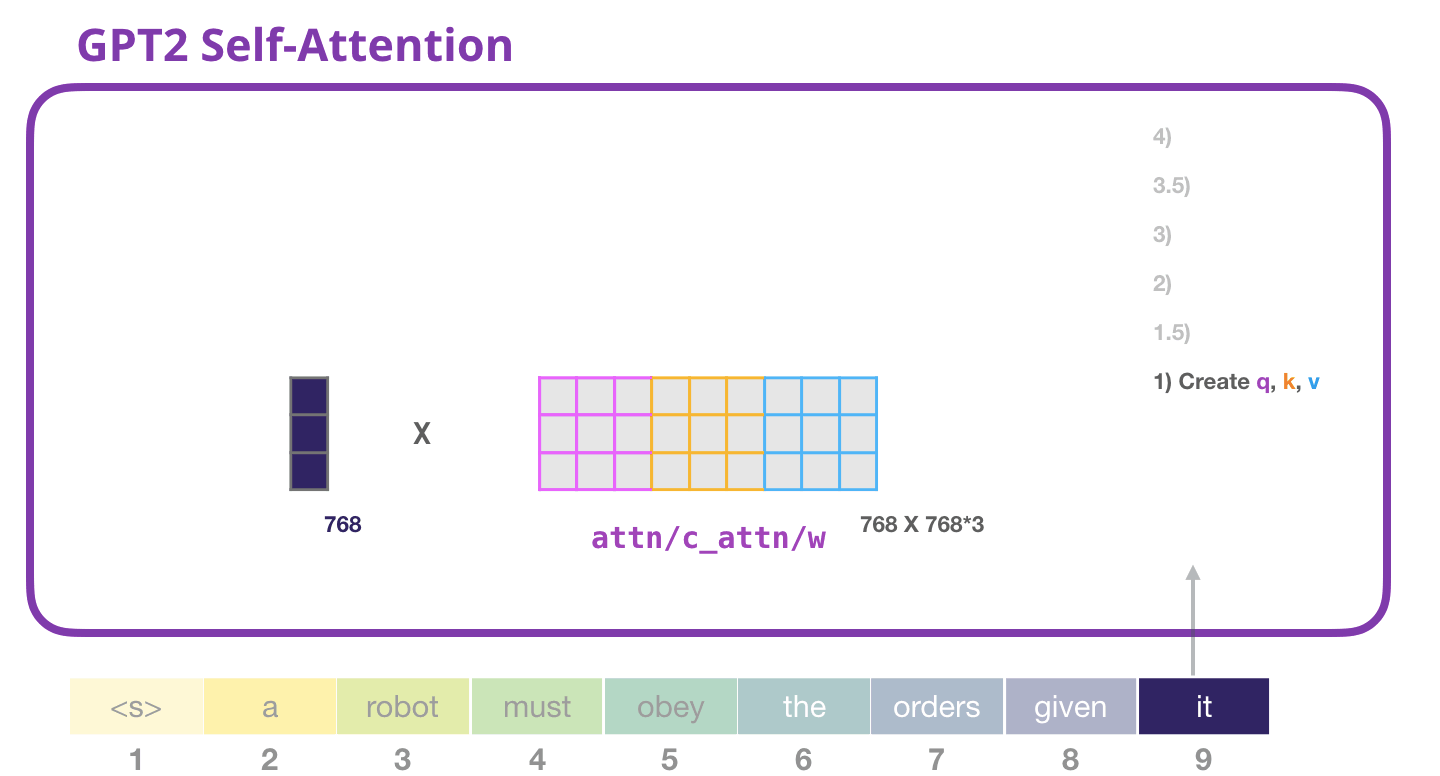 GPT2 Self-Attention
4)
3.5)
3)
2)
1.5)
1) Create q, k, v
X
768
attn/c_attn/w
768 X 768*3
<s> a robot must obey the orders given it
1 2 3 4 5 6 7 8 9